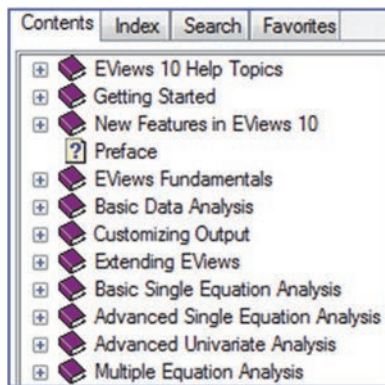 Contents Index Search Favorites
EViews 10 Help Topics
Getting Started
New Features in EViews 10
Preface
EViews Fundamentals
Basic Data Analysis
Customizing Output
Extending EViews
Basic Single Equation Analysis
Advanced Single Equation Analysis
Advanced Univariate Analysis
Multiple Equation Analysis